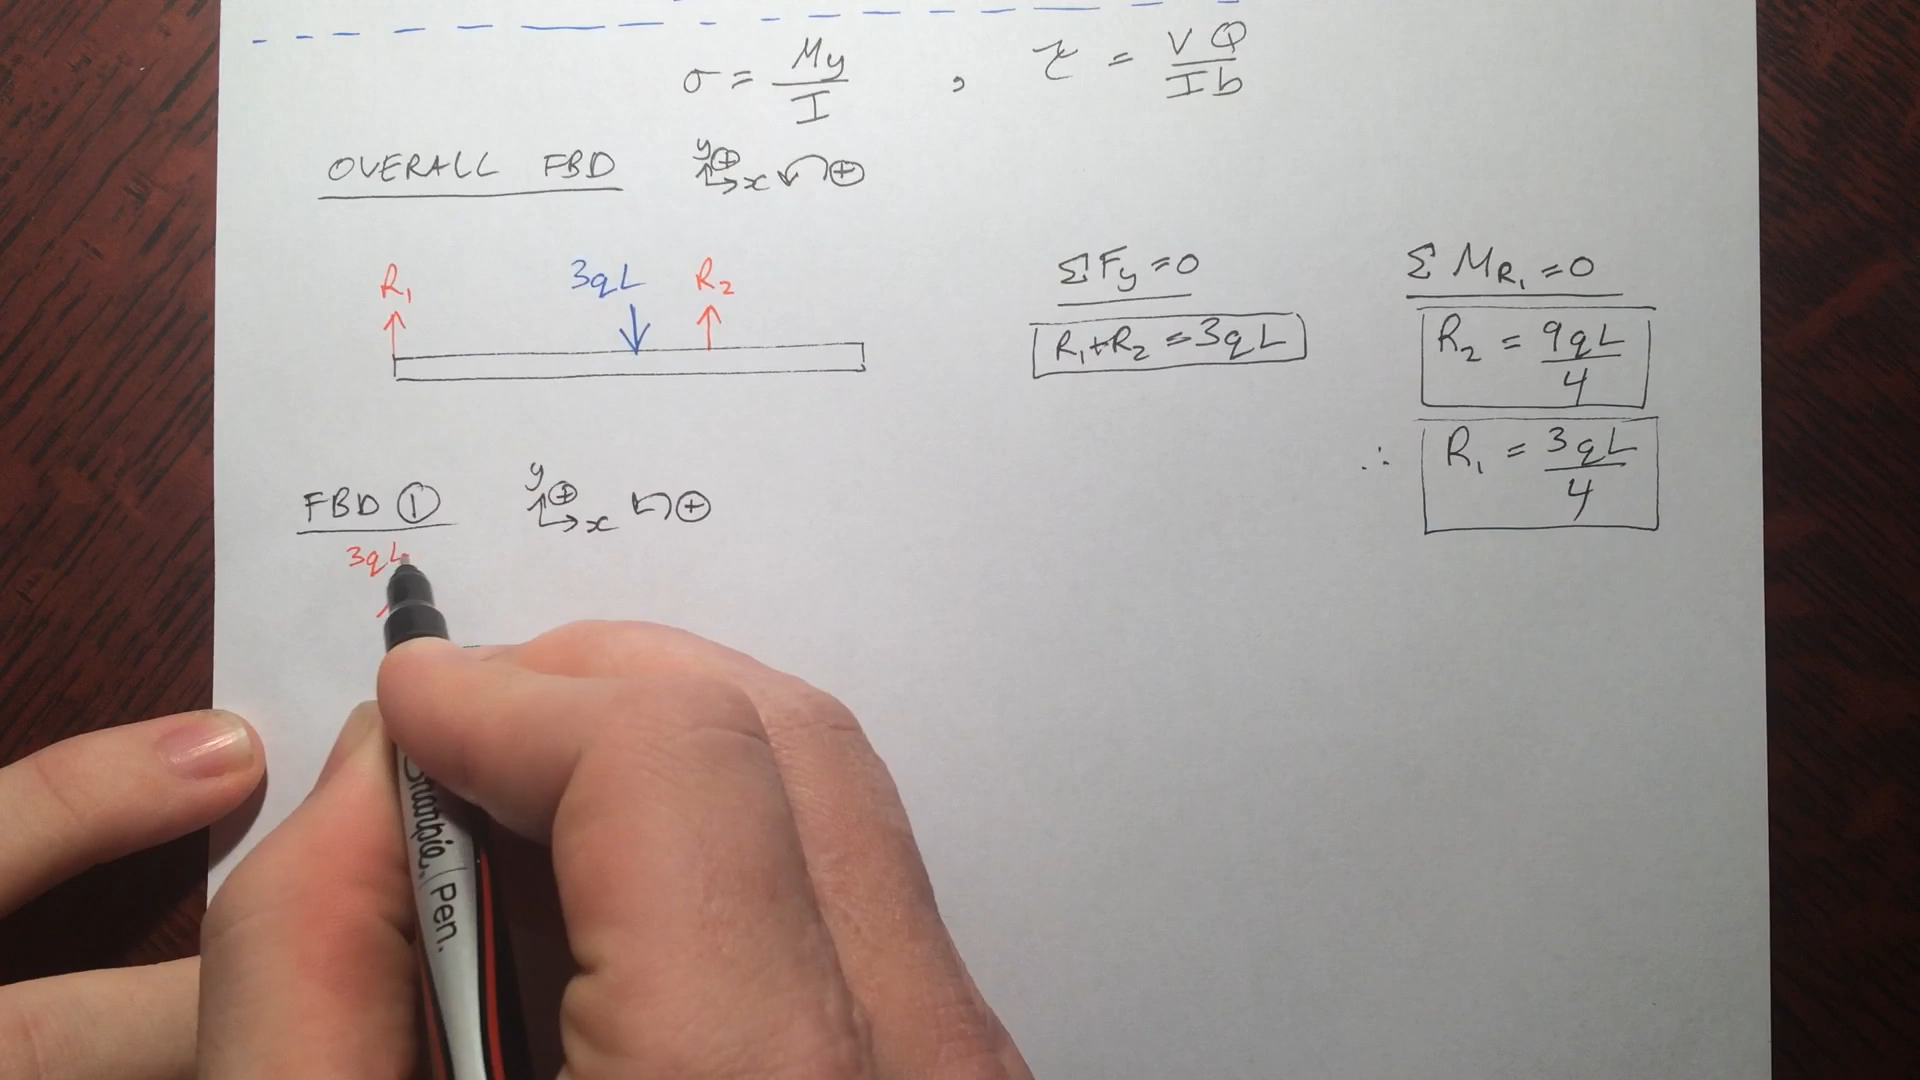 σ = My/I , τ = VQ/Ib
OVERALL FBD y ⊕ x ⊕
R₁ 3qL R₂
ΣFy = 0
R₁+R₂ = 3qL
ΣM_R₁ = 0
R₂ = 9qL/4
∴ R₁ = 3qL/4
FBD ① y ⊕ x ⊕
3qL
Sharpie. Pen.